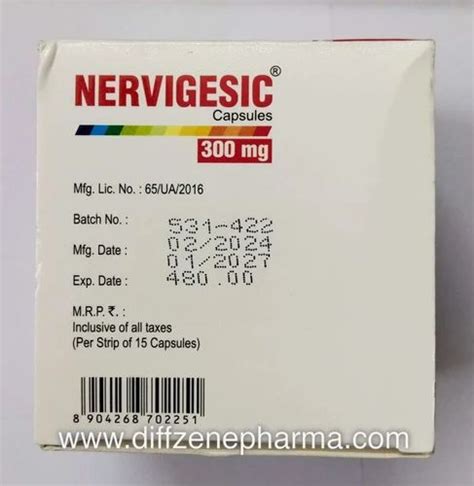 NERVIGESIC®
Capsules
300 mg
Mfg. Lic. No. : 65/UA/2016
Batch No. : S31-422
Mfg. Date : 02/2024
Exp. Date : 01/2027
480.00
M.R.P. ₹. :
Inclusive of all taxes
(Per Strip of 15 Capsules)
8 904268 702251
www.diffzenepharma.com